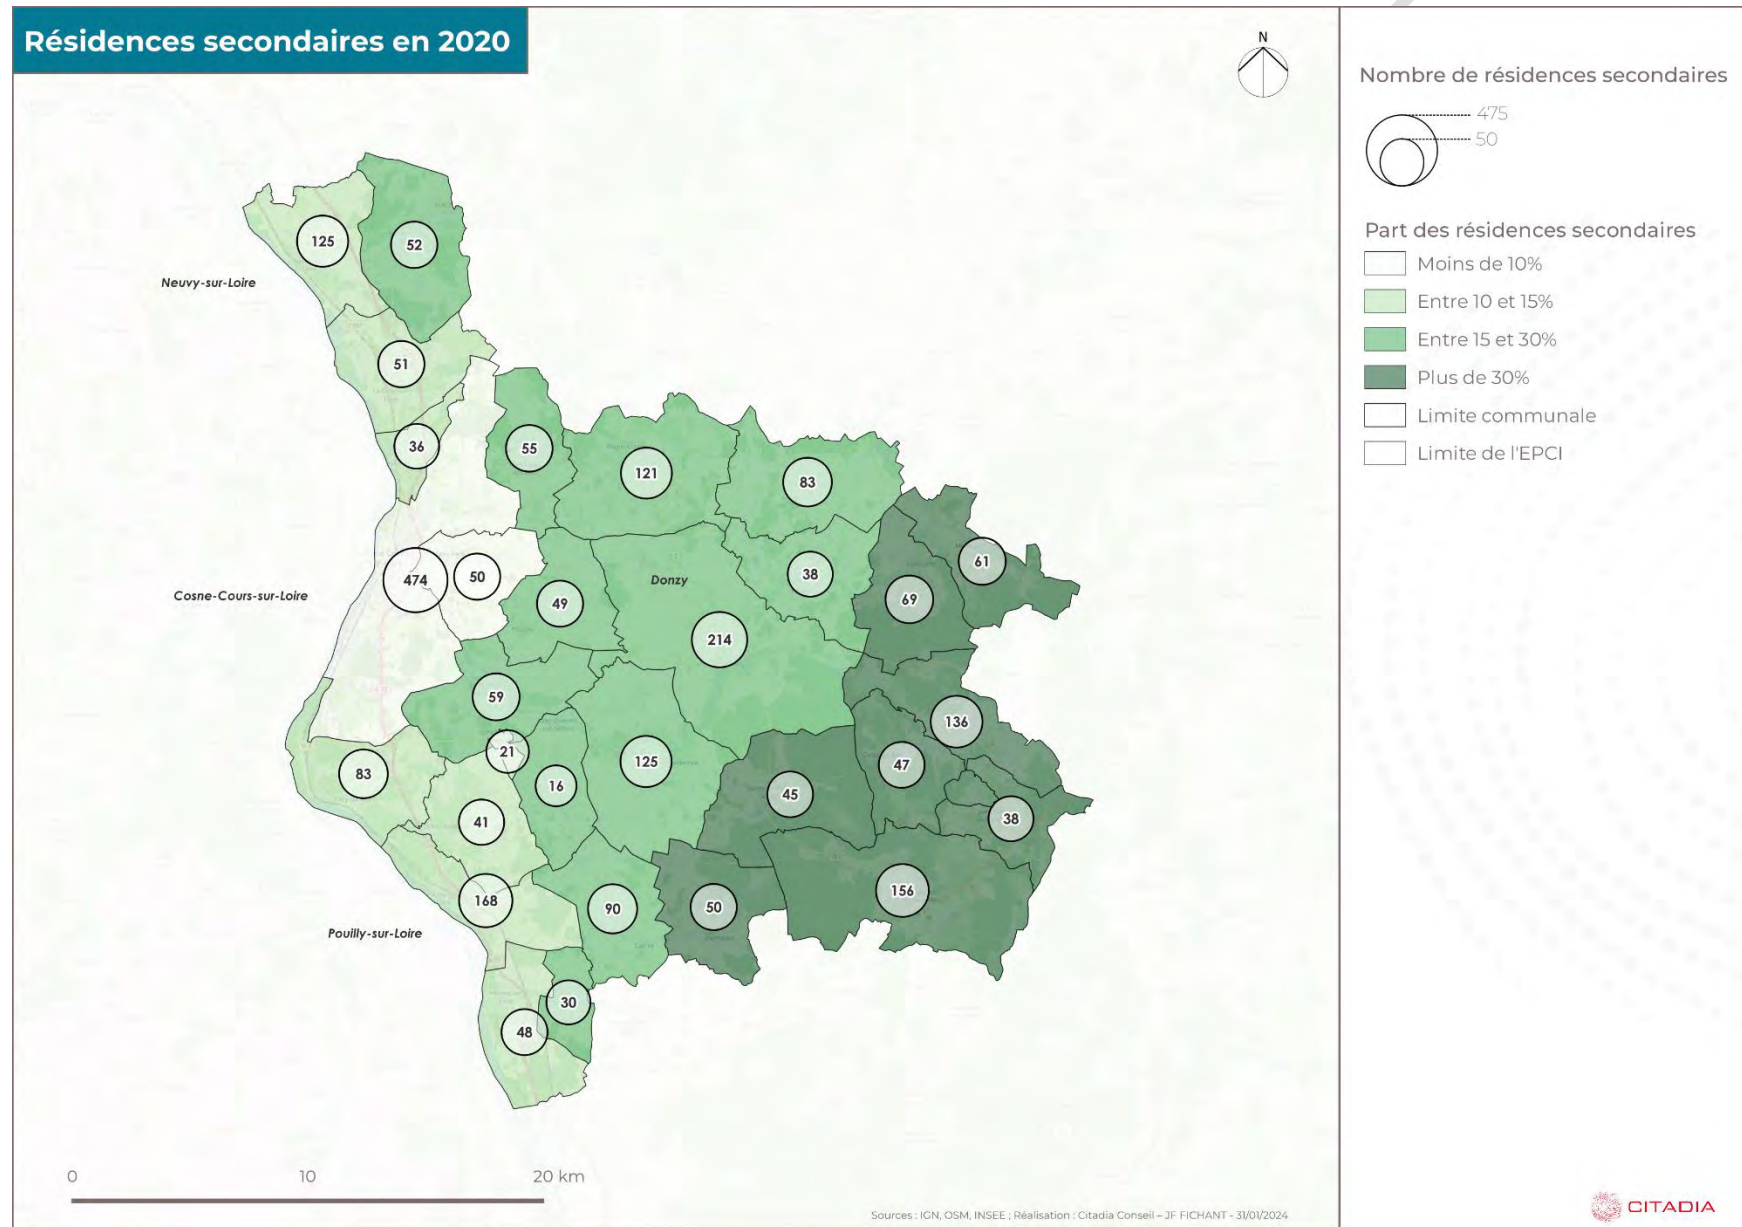 Résidences secondaires en 2020
N
Nombre de résidences secondaires
475
50
Part des résidences secondaires
Moins de 10%
Entre 10 et 15%
Entre 15 et 30%
Plus de 30%
Limite communale
Limite de l'EPCI
125
52
Neuvy-sur-Loire
51
36
55
121
83
61
474
50
38
Donzy
Cosne-Cours-sur-Loire
49
69
214
59
136
21
125
47
83
16
45
41
38
156
168
90
50
Pouilly-sur-Loire
30
48
0
10
20 km
Sources : IGN, OSM, INSEE ; Réalisation : Citadia Conseil – JF FICHANT - 31/01/2024
CITADIA